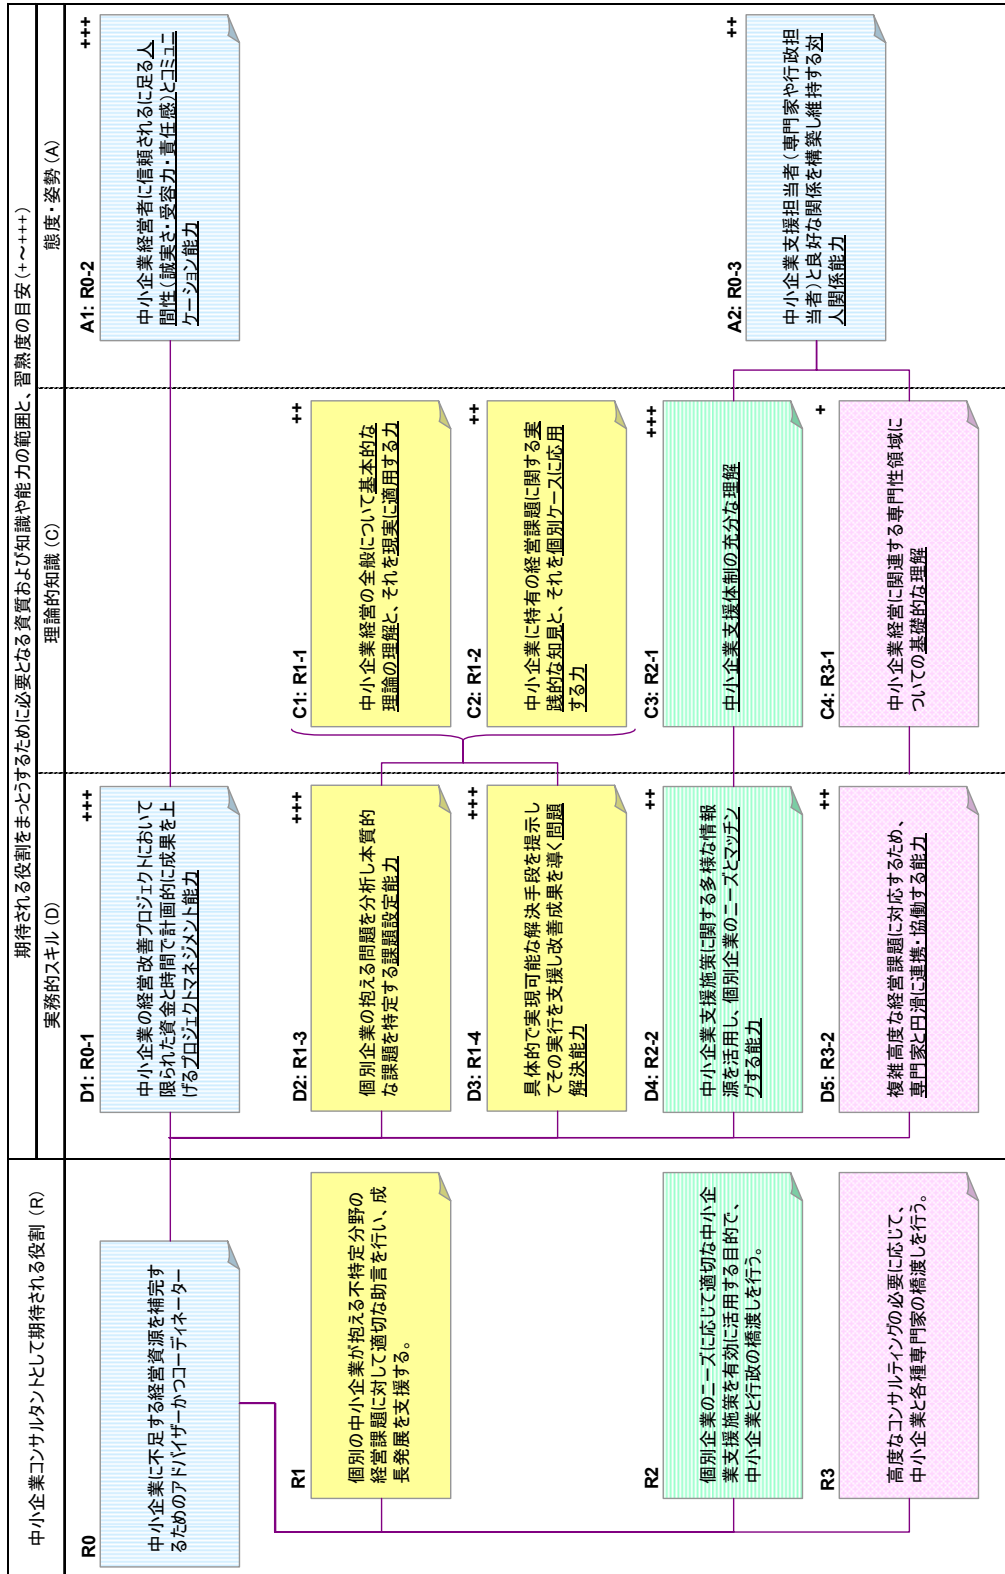 中小企業コンサルタントとして期待される役割 (R)
期待される役割をまっとうするために必要となる資質および知識や能力の範囲と、習熟度の目安(+～+++)
実務的スキル (D)
理論的知識 (C)
態度・姿勢 (A)
R0
中小企業に不足する経営資源を補完す
るためのアドバイザーかつコーディネーター
D1: R0-1
+++
中小企業の経営改善プロジェクトにおいて
限られた資金と時間で計画的に成果を上
げるプロジェクトマネジメント能力
A1: R0-2
+++
中小企業経営者に信頼されるに足る人
間性(誠実さ・受容力・責任感)とコミュニ
ケーション能力
R1
個別の中小企業が抱える不特定分野の
経営課題に対して適切な助言を行い、成
長発展を支援する。
D2: R1-3
+++
個別企業の抱える問題を分析し本質的
な課題を特定する課題設定能力
C1: R1-1
++
中小企業経営の全般について基本的な
理論の理解と、それを現実に適用する力
D3: R1-4
+++
具体的で実現可能な解決手段を提示し
てその実行を支援し改善成果を導く問題
解決能力
C2: R1-2
++
中小企業に特有の経営課題に関する実
践的な知見と、それを個別ケースに応用
する力
R2
個別企業のニーズに応じて適切な中小企
業支援施策を有効に活用する目的で、
中小企業と行政の橋渡しを行う。
D4: R2-2
++
中小企業支援施策に関する多様な情報
源を活用し、個別企業のニーズとマッチン
グする能力
C3: R2-1
+++
中小企業支援体制の充分な理解
A2: R0-3
++
中小企業支援担当者(専門家や行政担
当者)と良好な関係を構築し維持する対
人関係能力
R3
高度なコンサルティングの必要に応じて、
中小企業と各種専門家の橋渡しを行う。
D5: R3-2
++
複雑高度な経営課題に対応するため、
専門家と円滑に連携・協働する能力
C4: R3-1
+
中小企業経営に関連する専門性領域に
ついての基礎的な理解